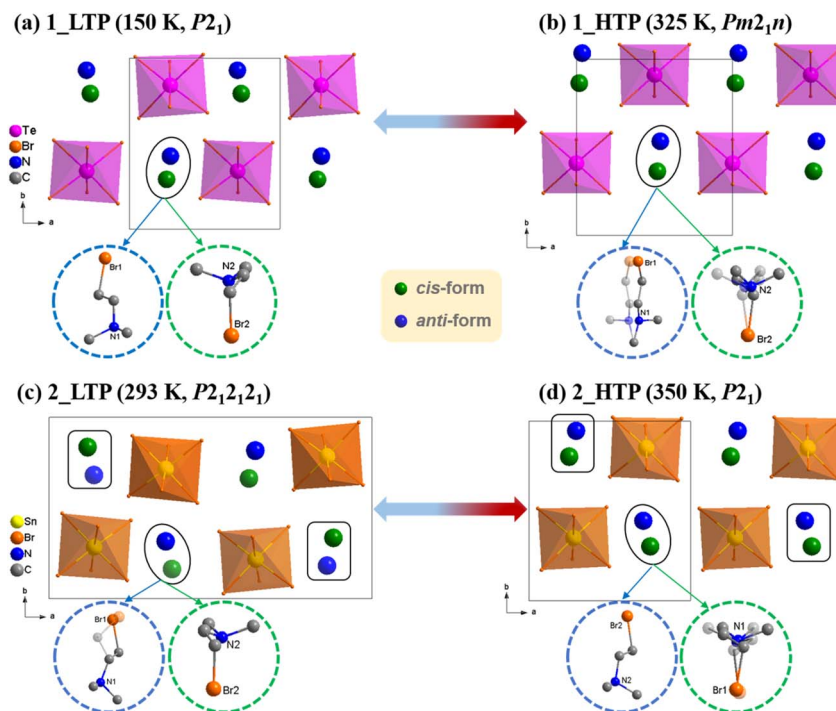 (a) 1_LTP (150 K, P2₁)
(b) 1_HTP (325 K, Pm2₁n)
Te
Br
N
C
b
a
b
a
Br1
N1
N2
Br2
Br1
N1
N2
Br2
cis-form
anti-form
(c) 2_LTP (293 K, P2₁2₁2₁)
(d) 2_HTP (350 K, P2₁)
Sn
Br
N
C
b
a
b
a
Br1
N1
N2
Br2
Br2
N2
N1
Br1